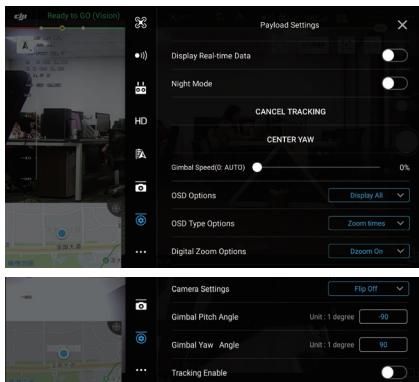 dji Ready to GO (Vision)
Payload Settings
Display Real-time Data
Night Mode
HD
CANCEL TRACKING
CENTER YAW
Gimbal Speed(0: AUTO) 0%
OSD Options Display All
OSD Type Options Zoom times
Digital Zoom Options Dzoom On
Camera Settings Flip Off
Gimbal Pitch Angle Unit : 1 degree -90
Gimbal Yaw Angle Unit : 1 degree 90
Tracking Enable